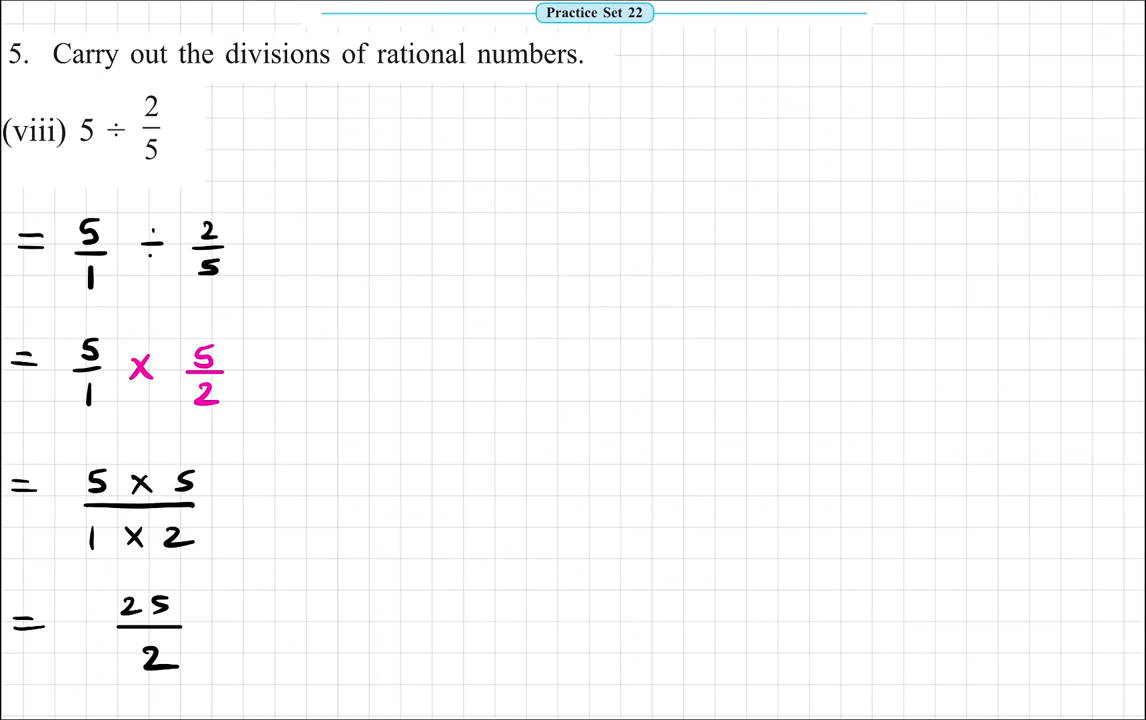 Practice Set 22
5. Carry out the divisions of rational numbers.
(viii) 5 ÷ 2/5
= 5/1 ÷ 2/5
= 5/1 × 5/2
= 5 × 5 / 1 × 2
= 25/2